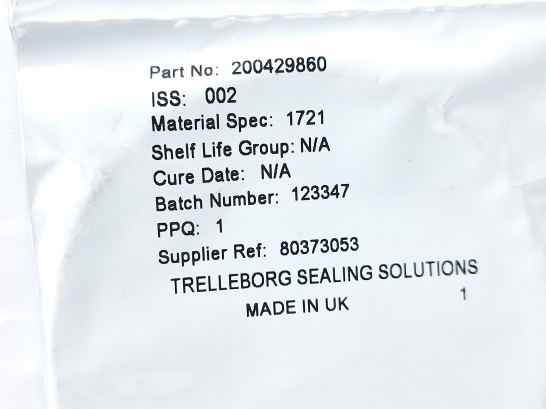 Part No: 200429860
ISS: 002
Material Spec: 1721
Shelf Life Group: N/A
Cure Date: N/A
Batch Number: 123347
PPQ: 1
Supplier Ref: 80373053
TRELLEBORG SEALING SOLUTIONS
MADE IN UK 1